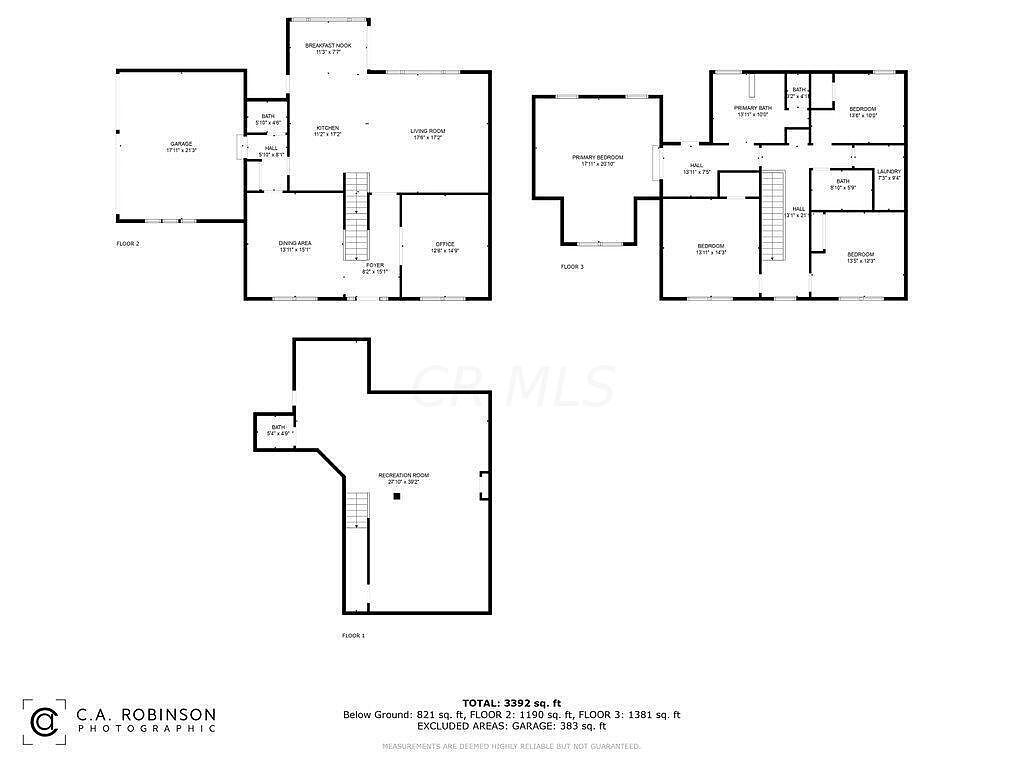 BREAKFAST NOOK
11'3" x 7'7"
BATH
5'10" x 4'6"
KITCHEN
11'2" x 17'2"
LIVING ROOM
17'6" x 17'2"
GARAGE
17'11" x 21'3"
HALL
5'10" x 8'1"
DINING AREA
13'11" x 15'1"
OFFICE
12'6" x 14'9"
FOYER
8'2" x 15'1"
FLOOR 2
BATH
3'2" x 4'1
PRIMARY BATH
13'11" x 10'0"
BEDROOM
13'6" x 10'0"
PRIMARY BEDROOM
17'11" x 20'10"
HALL
13'11" x 7'5"
LAUNDRY
7'3" x 9'4"
BATH
8'10" x 5'9"
HALL
3'1" x 21'1
BEDROOM
13'11" x 14'3"
BEDROOM
13'5" x 12'3"
FLOOR 3
BATH
5'4" x 4'9"
RECREATION ROOM
27'10" x 39'2"
FLOOR 1
CR MLS
C.A. ROBINSON
PHOTOGRAPHIC
TOTAL: 3392 sq. ft
Below Ground: 821 sq. ft, FLOOR 2: 1190 sq. ft, FLOOR 3: 1381 sq. ft
EXCLUDED AREAS: GARAGE: 383 sq. ft
MEASUREMENTS ARE DEEMED HIGHLY RELIABLE BUT NOT GUARANTEED.